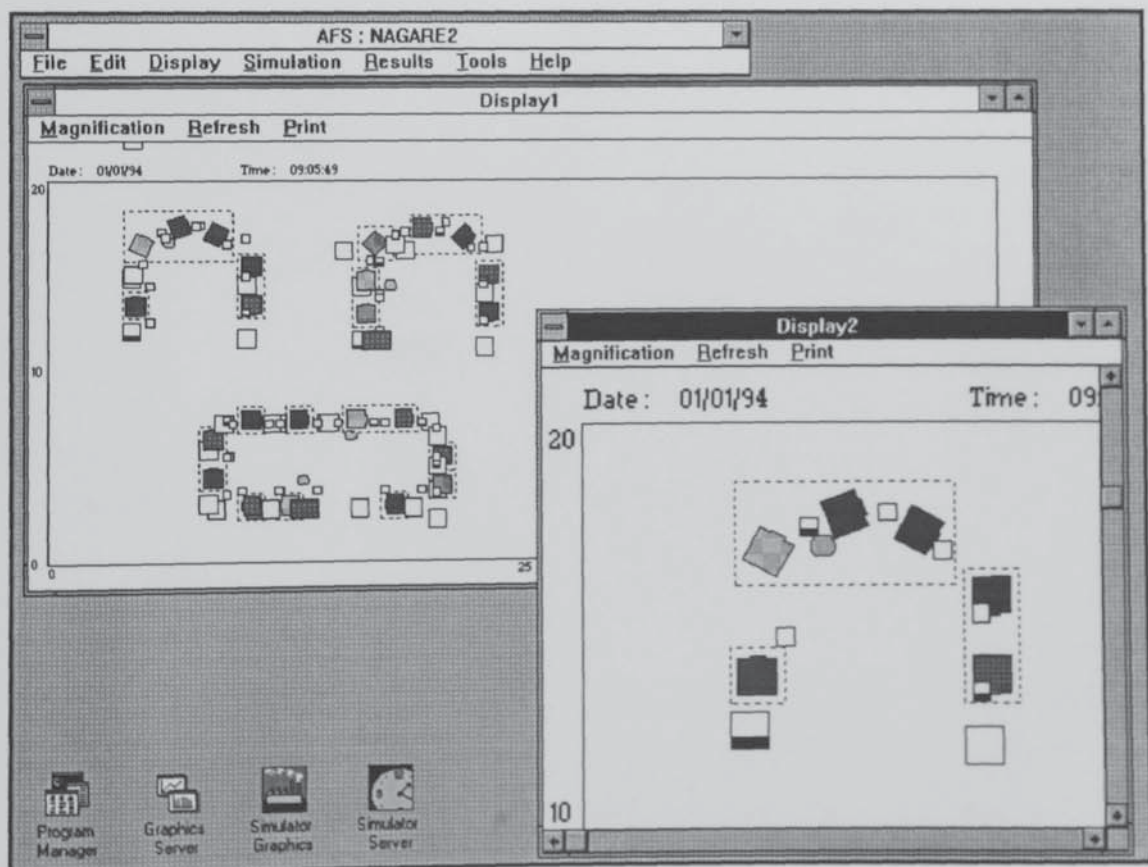 AFS : NAGARE2
File Edit Display Simulation Results Tools Help
Display1
Magnification Refresh Print
Date : 01/01/94 Time : 09:05:49
20
10
0
0 25
Display2
Magnification Refresh Print
Date : 01/01/94 Time : 09:
20
10
Program Manager
Graphics Server
Simulator Graphics
Simulator Server